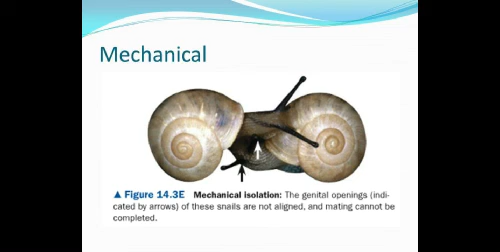 Mechanical
▲ Figure 14.3E Mechanical isolation: The genital openings (indi-
cated by arrows) of these snails are not aligned, and mating cannot be
completed.